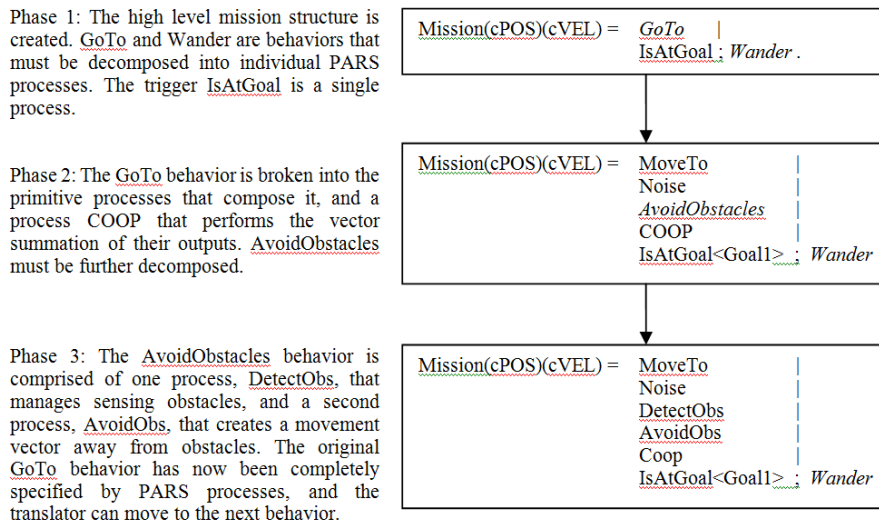 Phase 1: The high level mission structure is
created. GoTo and Wander are behaviors that
must be decomposed into individual PARS
processes. The trigger IsAtGoal is a single
process.
Mission(cPOS)(cVEL) = GoTo |
IsAtGoal ; Wander .
Phase 2: The GoTo behavior is broken into the
primitive processes that compose it, and a
process COOP that performs the vector
summation of their outputs. AvoidObstacles
must be further decomposed.
Mission(cPOS)(cVEL) = MoveTo |
Noise |
AvoidObstacles |
COOP |
IsAtGoal<Goal1> ; Wander
Phase 3: The AvoidObstacles behavior is
comprised of one process, DetectObs, that
manages sensing obstacles, and a second
process, AvoidObs, that creates a movement
vector away from obstacles. The original
GoTo behavior has now been completely
specified by PARS processes, and the
translator can move to the next behavior.
Mission(cPOS)(cVEL) = MoveTo |
Noise |
DetectObs |
AvoidObs |
Coop |
IsAtGoal<Goal1> ; Wander